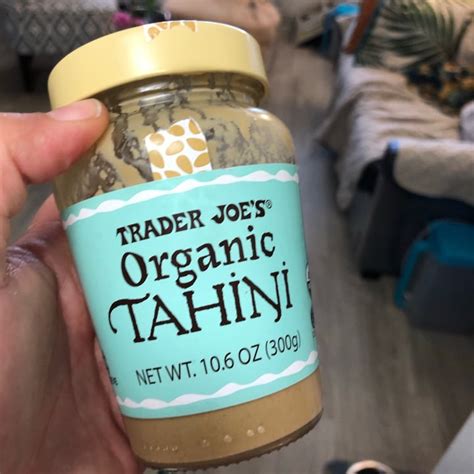 TRADER JOE'S®
Organic
TAHINI
NET WT. 10.6 OZ (300g)